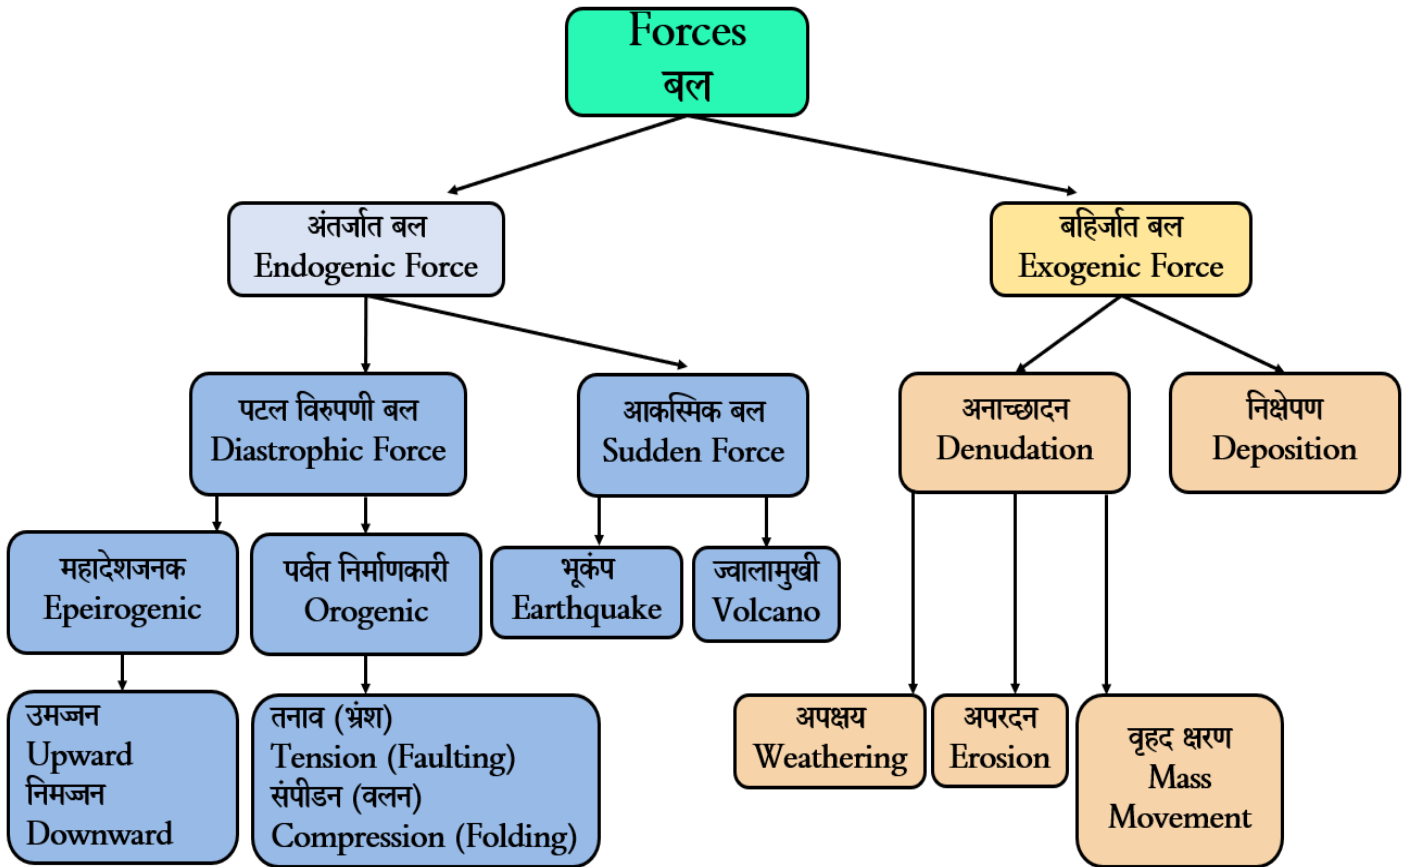 Forces
बल
अंतर्जात बल
Endogenic Force
बहिर्जात बल
Exogenic Force
पटल विरुपणी बल
Diastrophic Force
आकस्मिक बल
Sudden Force
अनाच्छादन
Denudation
निक्षेपण
Deposition
महादेशजनक
Epeirogenic
पर्वत निर्माणकारी
Orogenic
भूकंप
Earthquake
ज्वालामुखी
Volcano
उमज्जन
Upward
निमज्जन
Downward
तनाव (भ्रंश)
Tension (Faulting)
संपीडन (वलन)
Compression (Folding)
अपक्षय
Weathering
अपरदन
Erosion
वृहद क्षरण
Mass
Movement